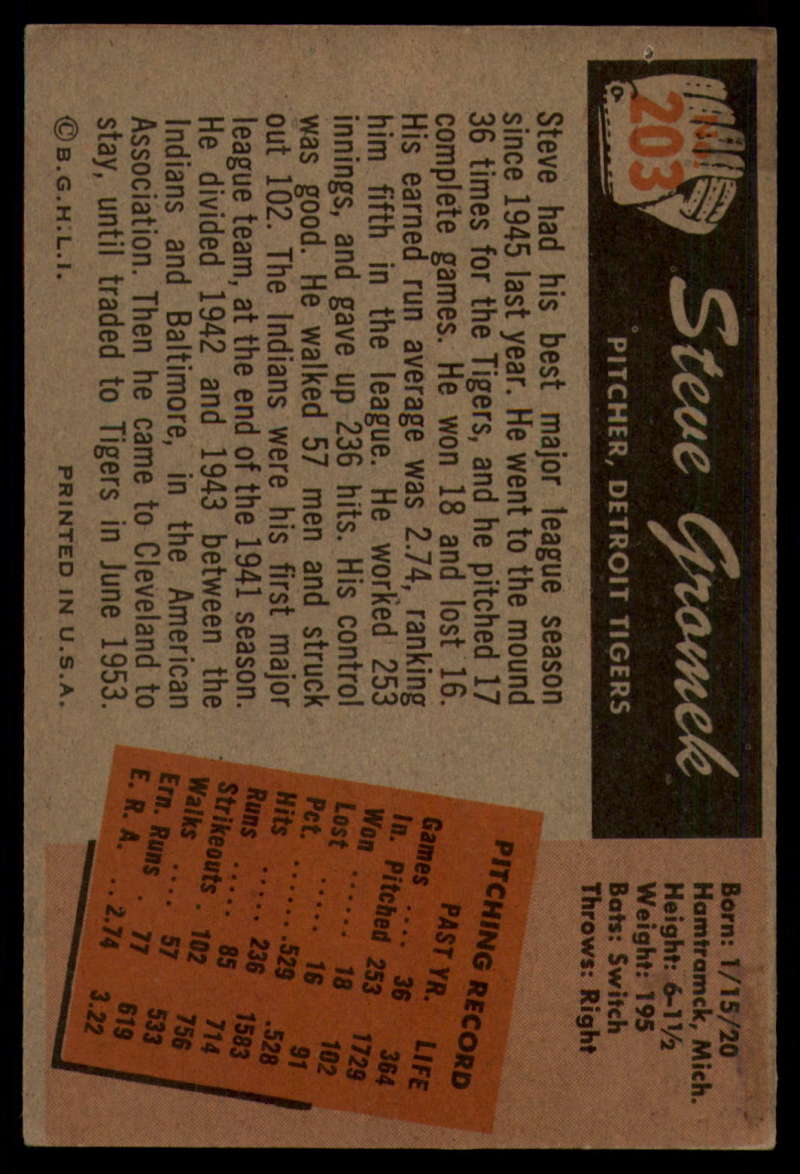 Nº
203
Steve Gromek
PITCHER, DETROIT TIGERS
Born: 1/15/20
Hamtramck, Mich.
Height: 6-1½
Weight: 195
Bats: Switch
Throws: Right
Steve had his best major league season
since 1945 last year. He went to the mound
36 times for the Tigers, and he pitched 17
complete games. He won 18 and lost 16.
His earned run average was 2.74, ranking
him fifth in the league. He worked 253
innings, and gave up 236 hits. His control
was good. He walked 57 men and struck
out 102. The Indians were his first major
league team, at the end of the 1941 season.
He divided 1942 and 1943 between the
Indians and Baltimore, in the American
Association. Then he came to Cleveland to
stay, until traded to Tigers in June 1953.
© B.G.H.L.I. PRINTED IN U.S.A.
PITCHING RECORD
PAST YR. LIFE
Games .... 36 364
In. Pitched 253 1729
Won ...... 18 102
Lost ..... 16 91
Pct. ...... .529 .528
Hits ..... 236 1583
Runs ..... 85 714
Strikeouts . 102 756
Walks .... 57 533
Ern. Runs . 77 619
E. R. A. .. 2.74 3.22